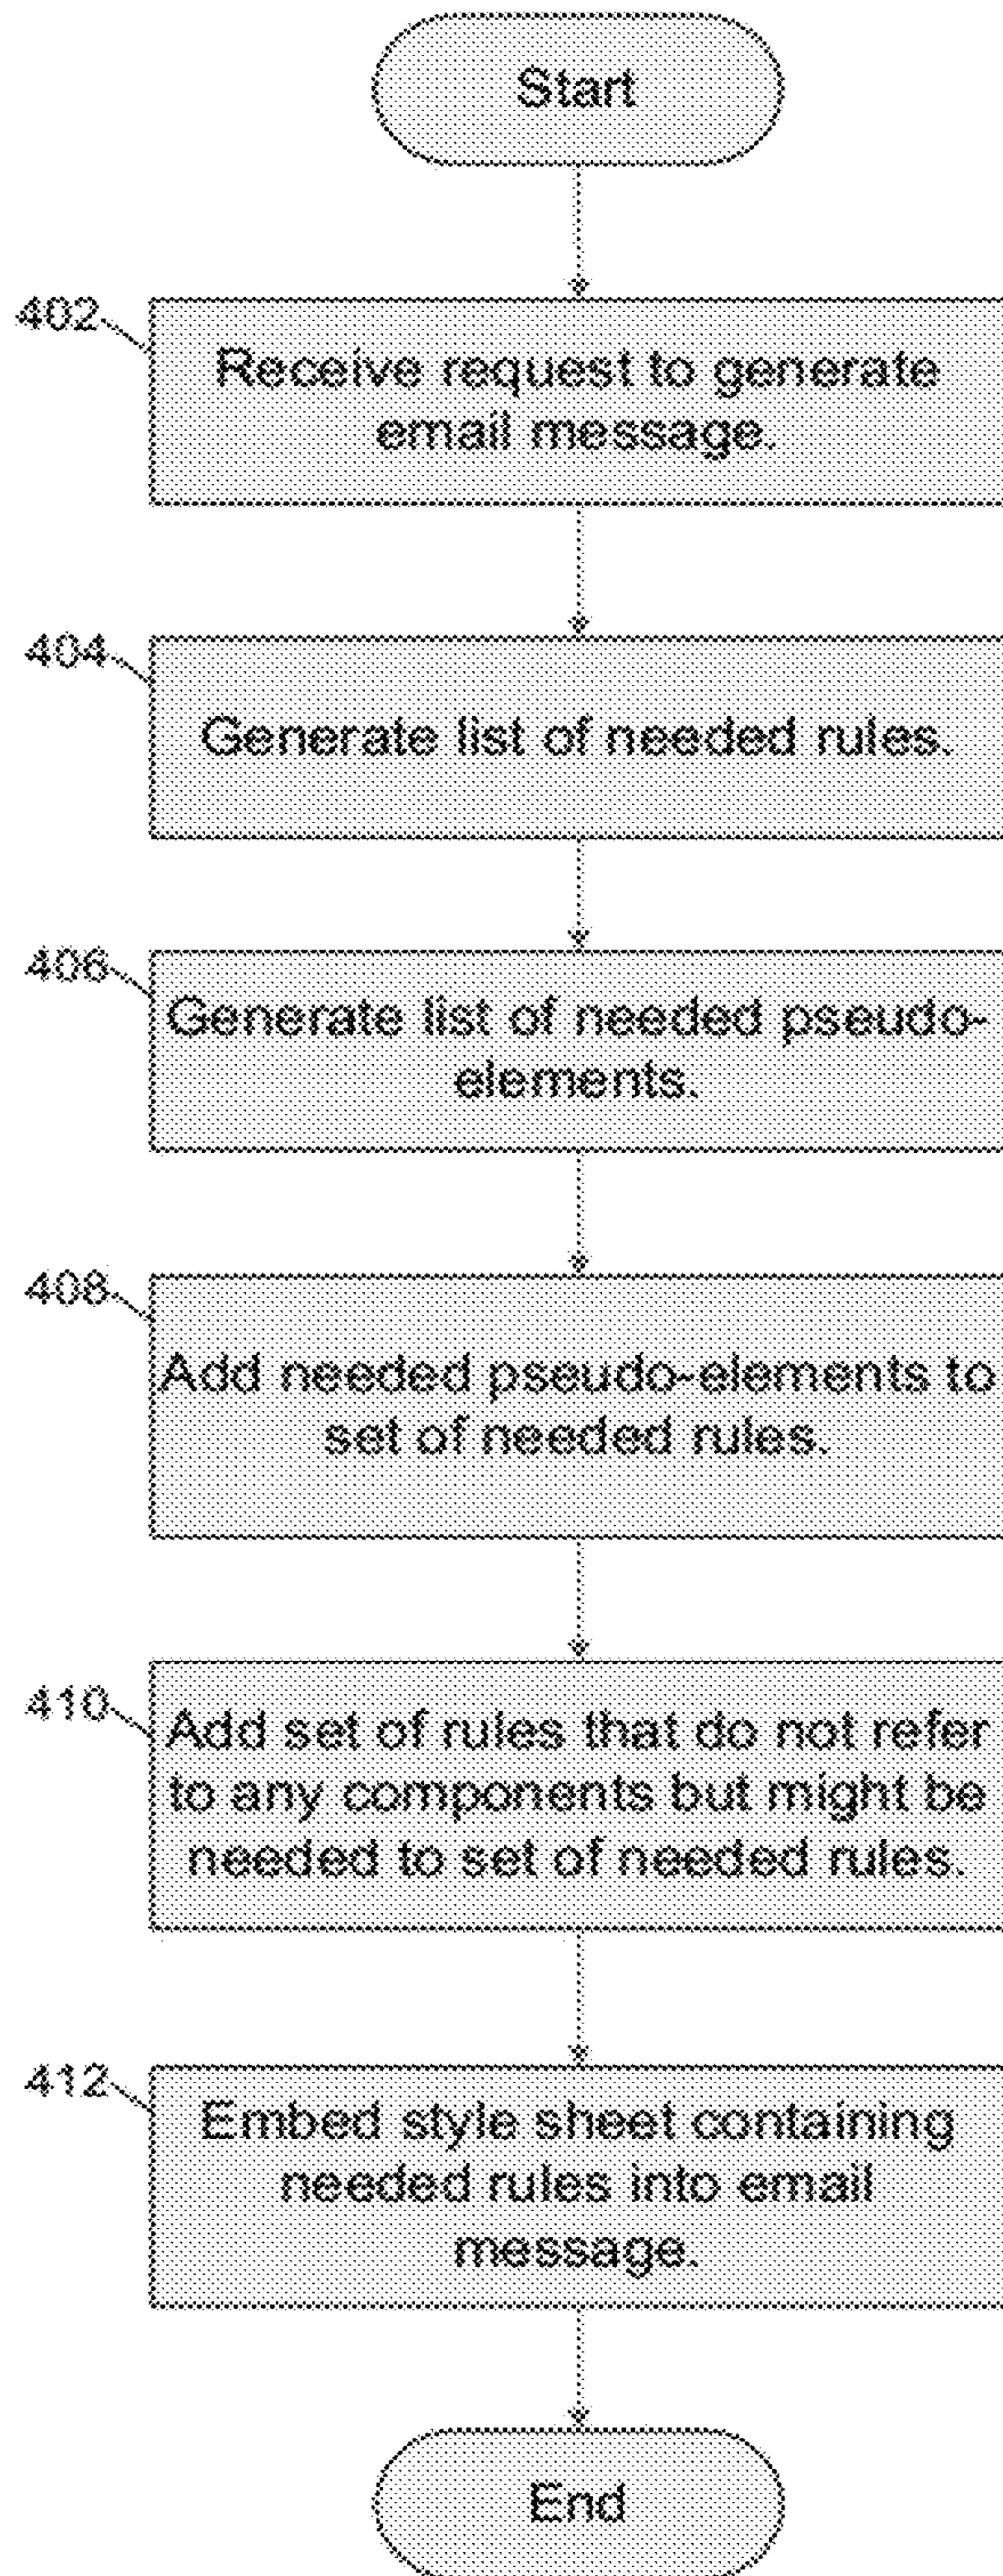 Start
402
Receive request to generate
email message.
404
Generate list of needed rules.
406
Generate list of needed pseudo-
elements.
408
Add needed pseudo-elements to
set of needed rules.
410
Add set of rules that do not refer
to any components but might be
needed to set of needed rules.
412
Embed style sheet containing
needed rules into email
message.
End